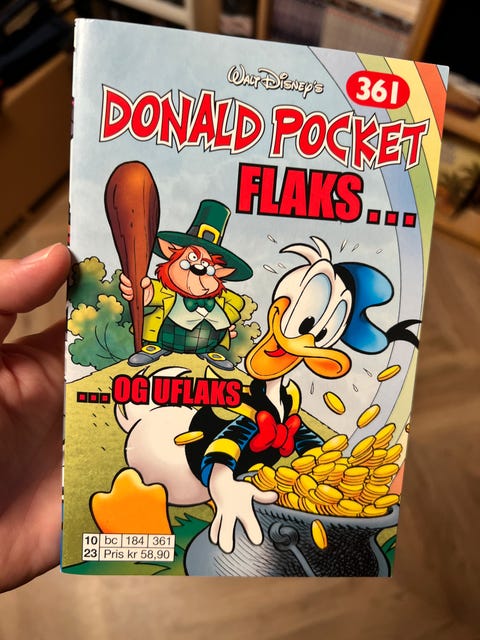 WALT DISNEY'S
361
DONALD POCKET
FLAKS...
...OG UFLAKS
10 bc 184 361
23 Pris kr 58,90